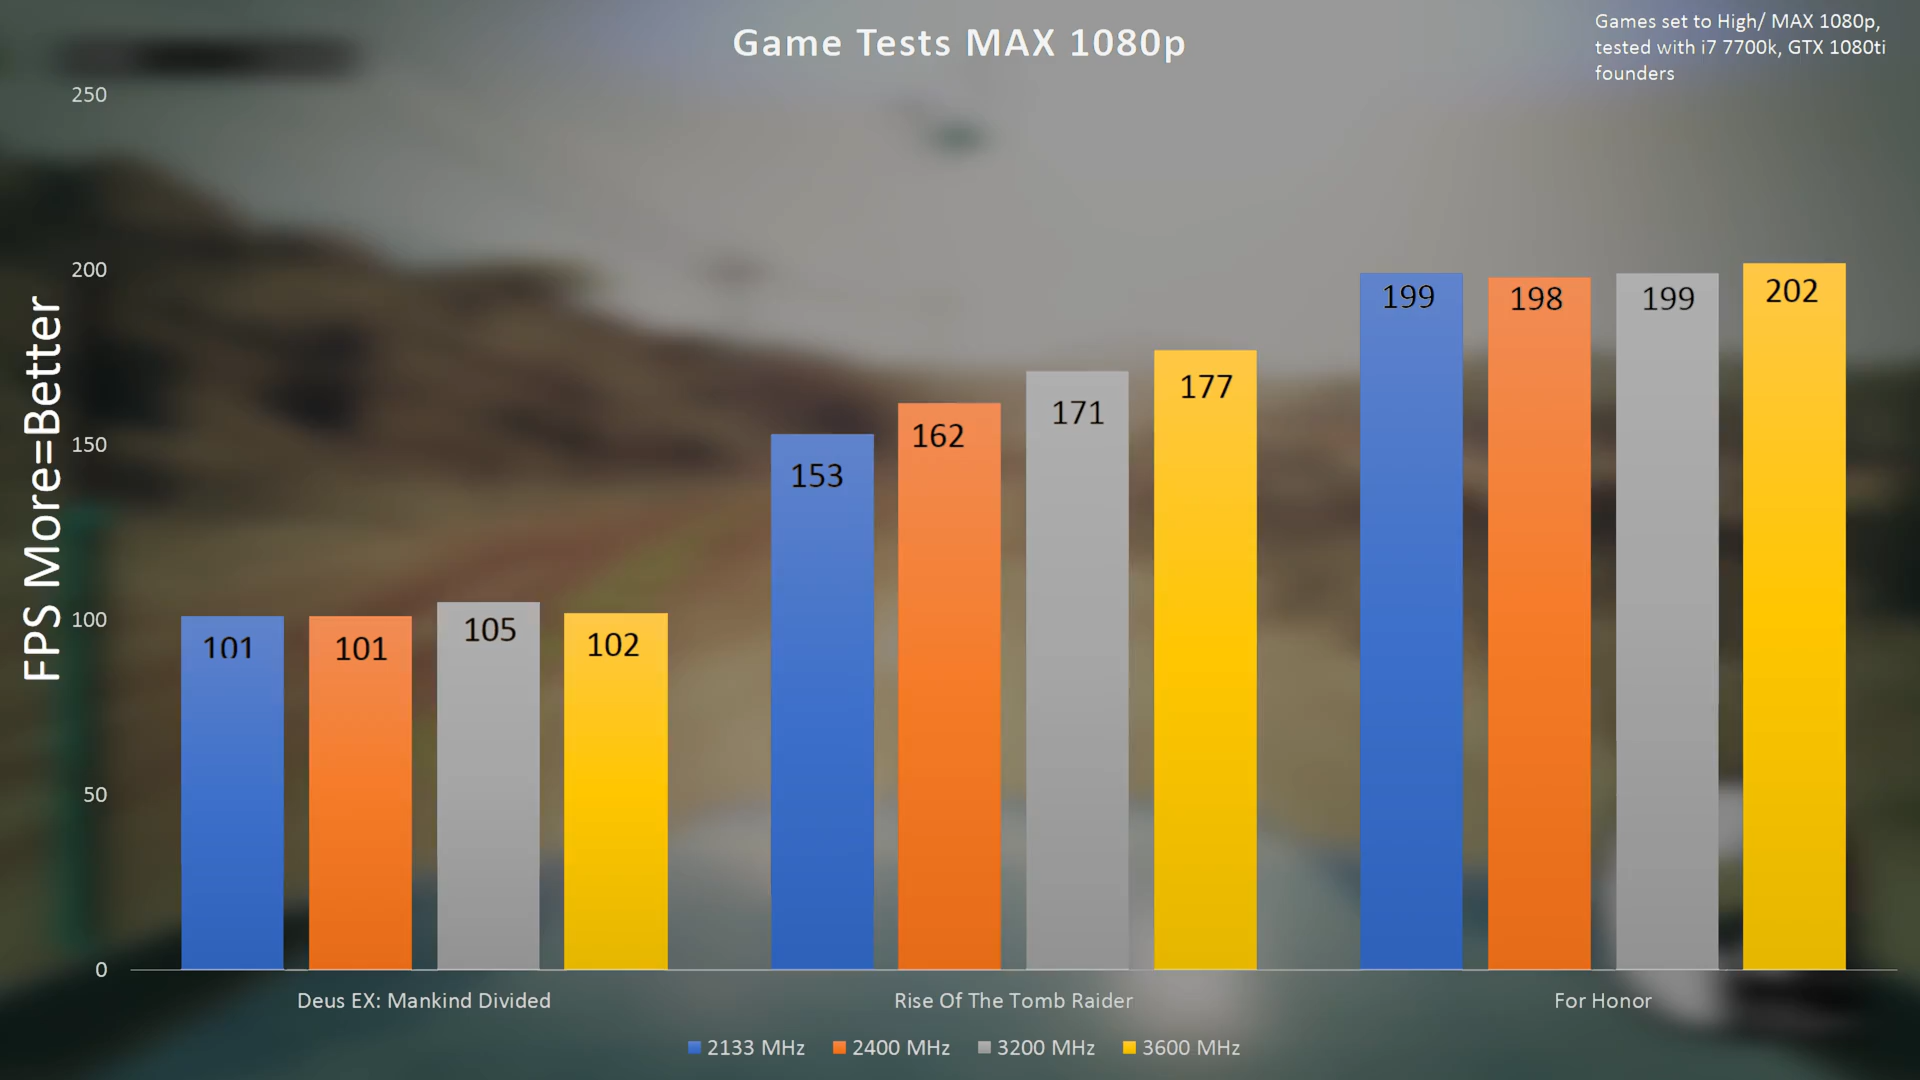 Game Tests MAX 1080p
Games set to High/ MAX 1080p,
tested with i7 7700k, GTX 1080ti
founders
FPS More=Better
250
200
150
100
50
0
101
101
105
102
153
162
171
177
199
198
199
202
Deus EX: Mankind Divided
Rise Of The Tomb Raider
For Honor
2133 MHz
2400 MHz
3200 MHz
3600 MHz